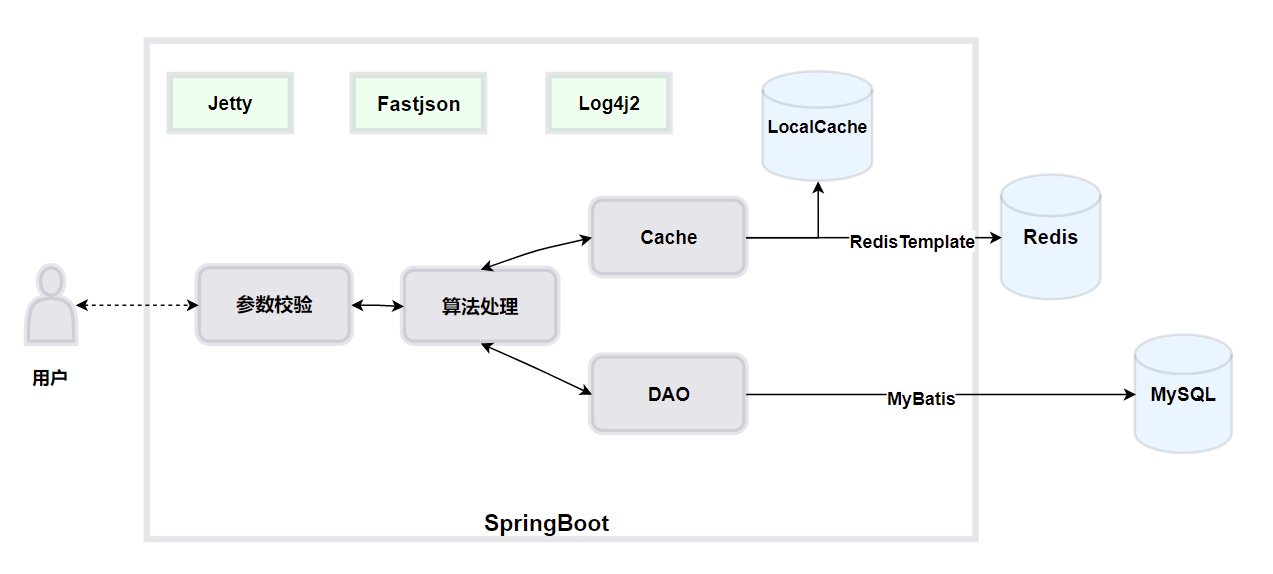 Jetty
Fastjson
Log4j2
LocalCache
Cache
RedisTemplate
Redis
参数校验
算法处理
用户
DAO
MyBatis
MySQL
SpringBoot